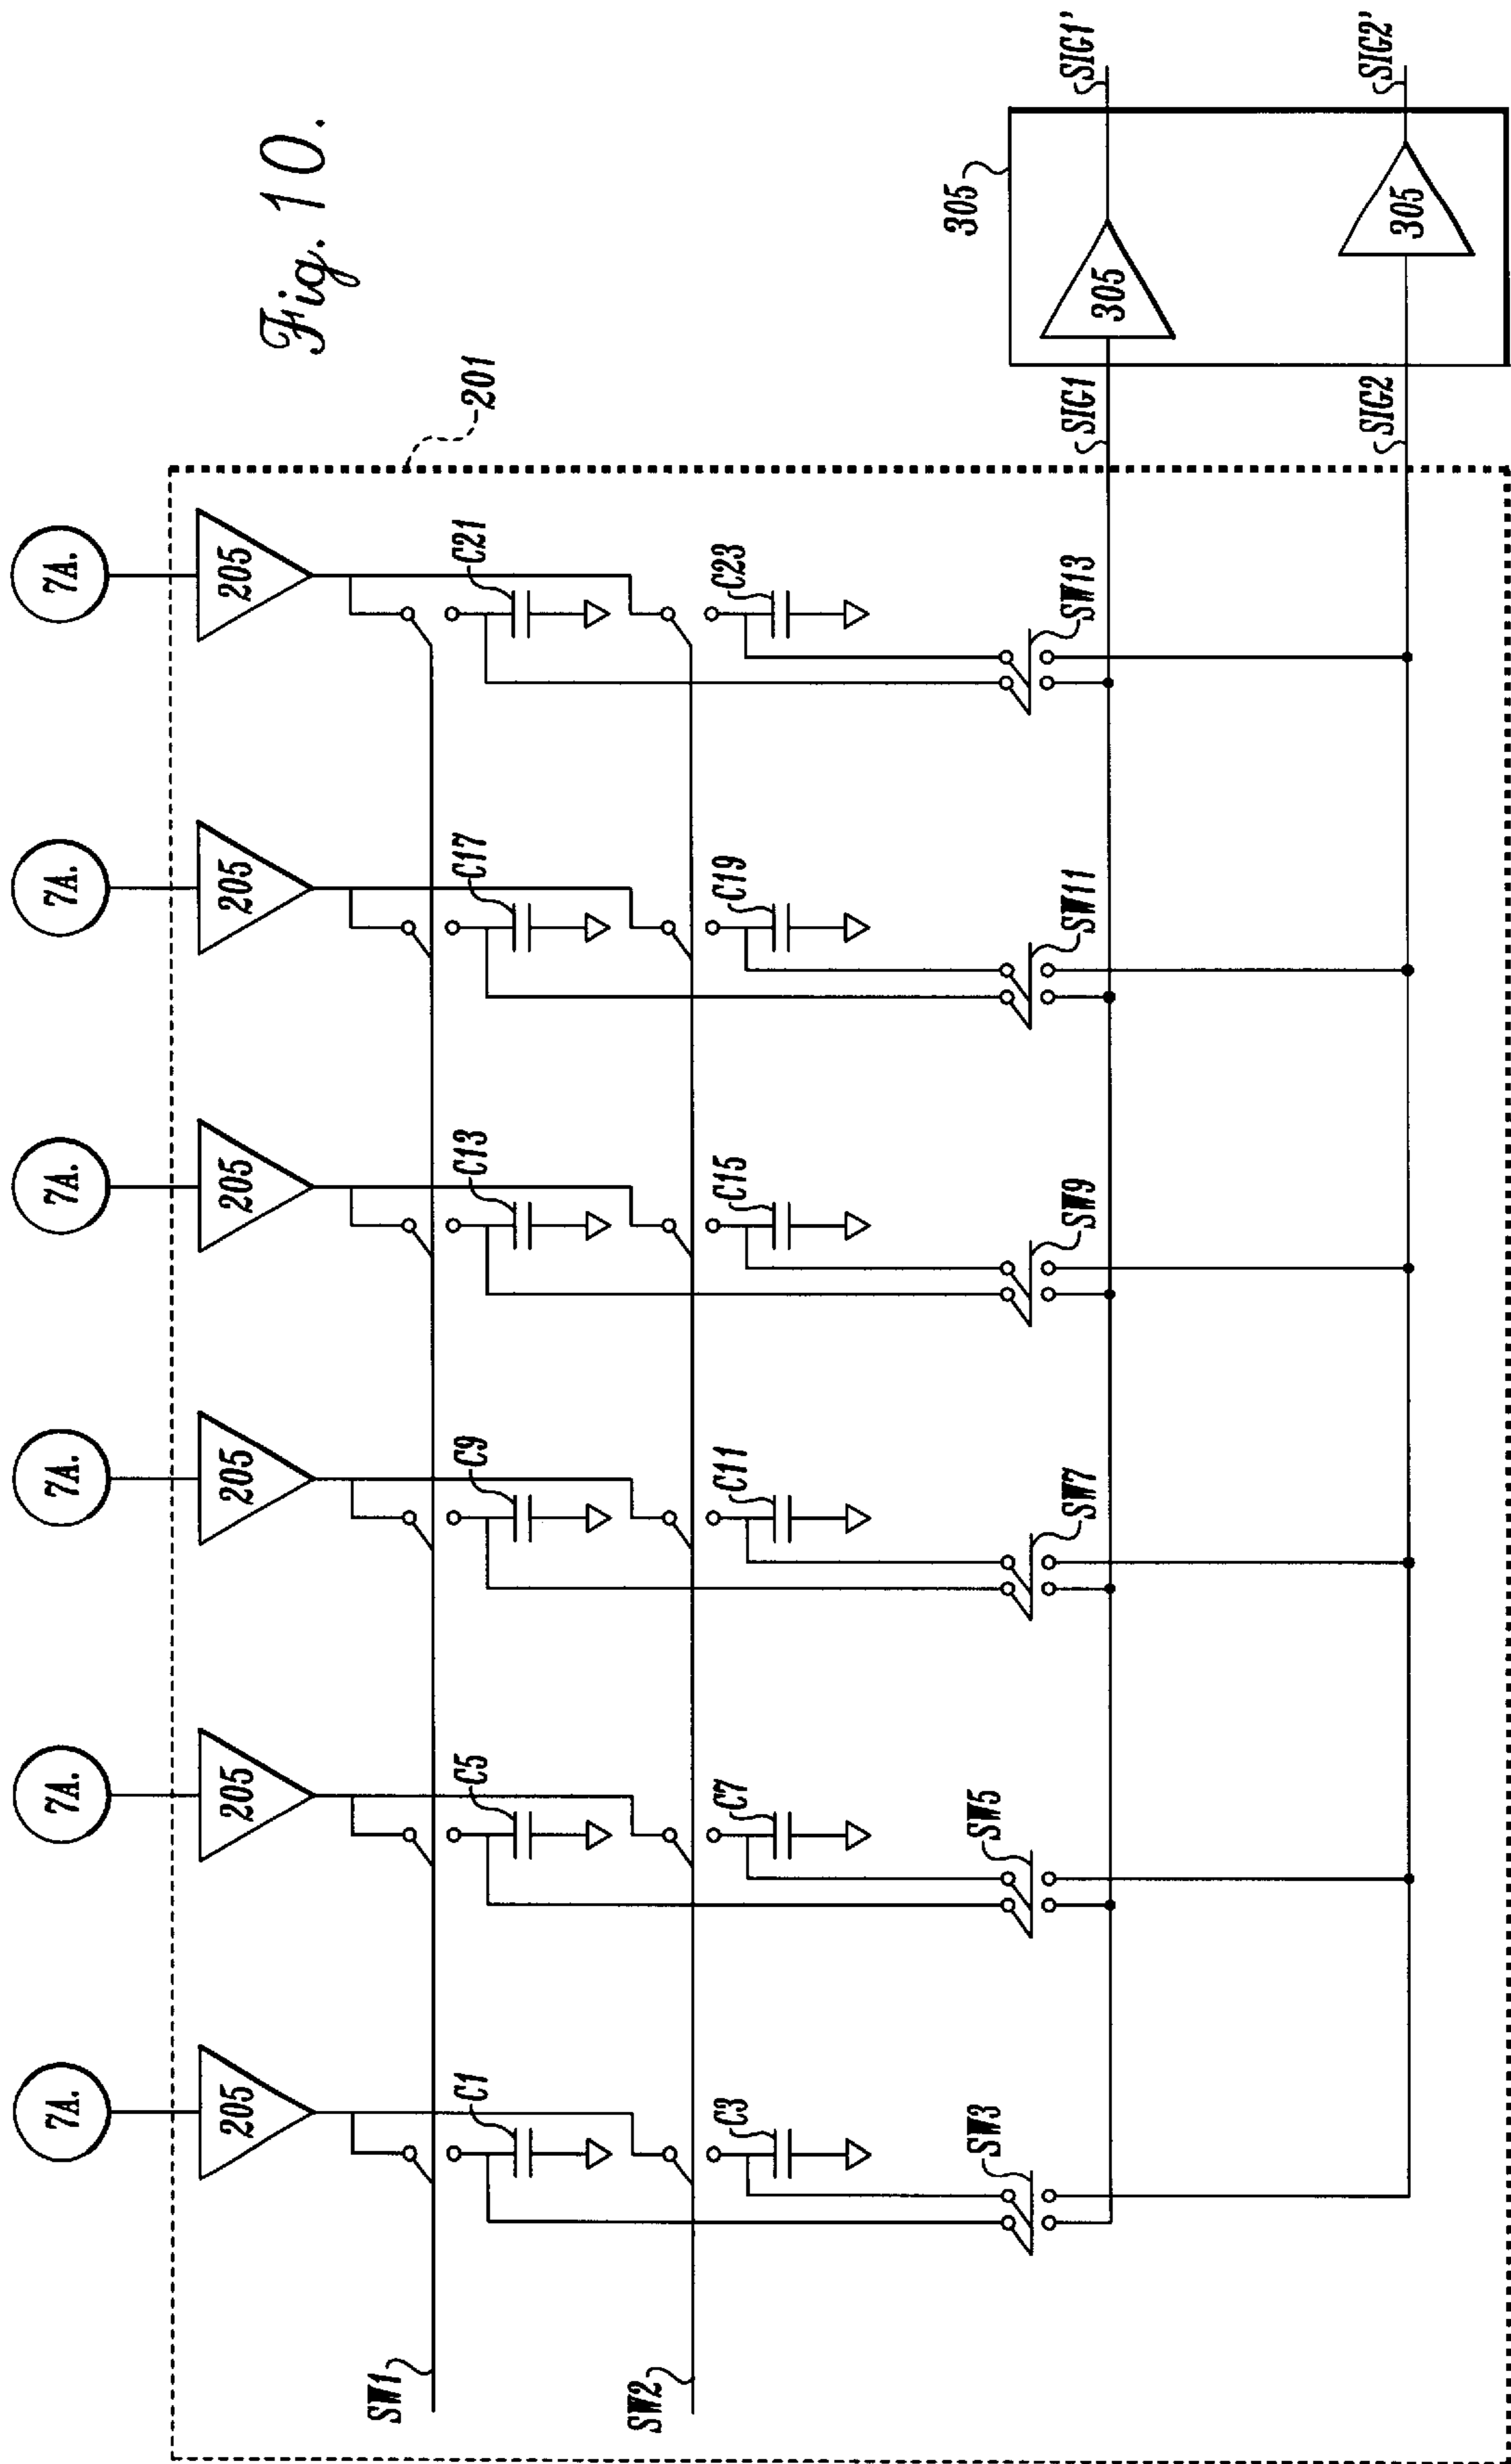 Fig. 10.
7A. 7A. 7A. 7A. 7A. 7A.
201
205 205 205 205 205 205
SW1
C1 C5 C9 C13 C17 C21
SW2
C3 C7 C11 C15 C19 C23
SW3 SW5 SW7 SW9 SW11 SW13
305
SIG1 305 SIG1'
SIG2 305 SIG2'